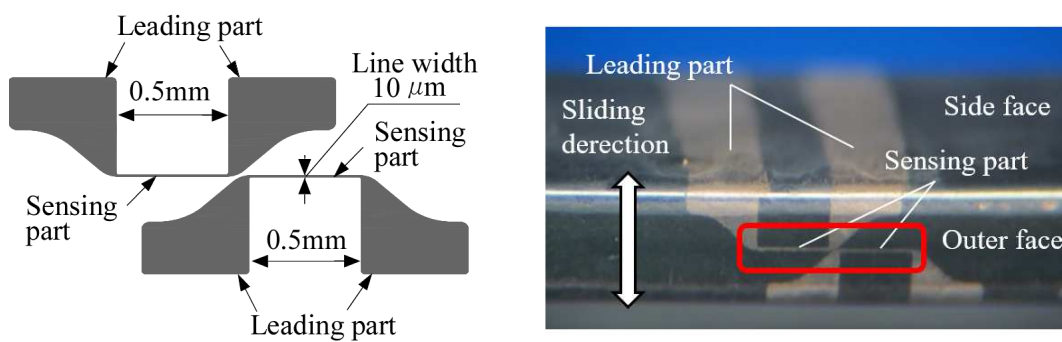 Leading part
0.5mm
Line width
10 μm
Sensing
part
Sensing
part
0.5mm
Leading part
Leading part
Sliding
derection
Side face
Sensing part
Outer face